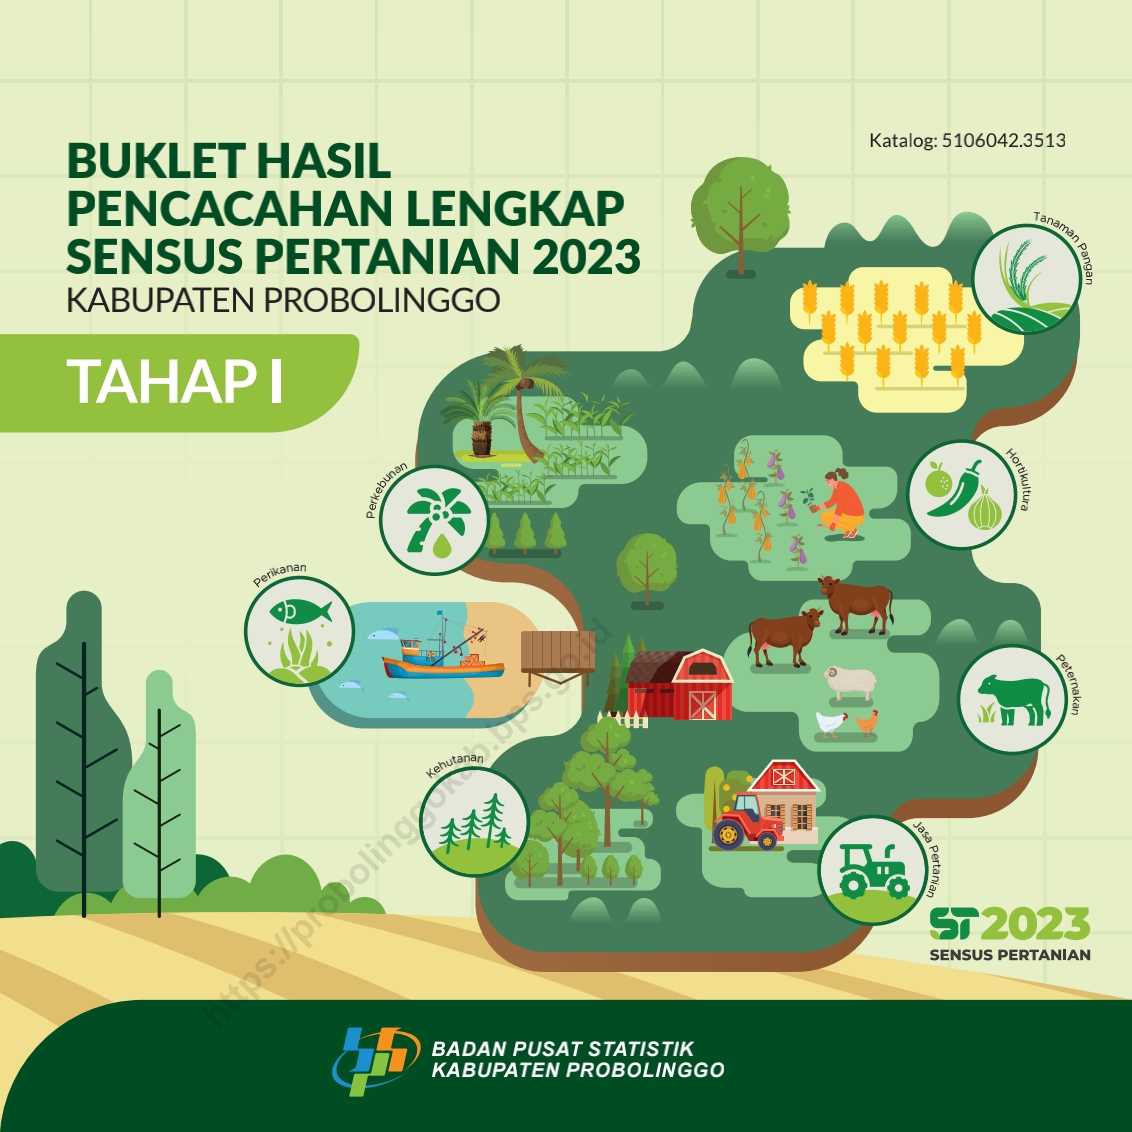 Katalog: 5106042.3513
BUKLET HASIL
PENCACAHAN LENGKAP
SENSUS PERTANIAN 2023
KABUPATEN PROBOLINGGO
TAHAP I
Tanaman Pangan
Perkebunan
Hortikultura
Perikanan
Peternakan
Kehutanan
Jasa Pertanian
https://probolinggokab.bps.go.id
ST2023
SENSUS PERTANIAN
BADAN PUSAT STATISTIK
KABUPATEN PROBOLINGGO